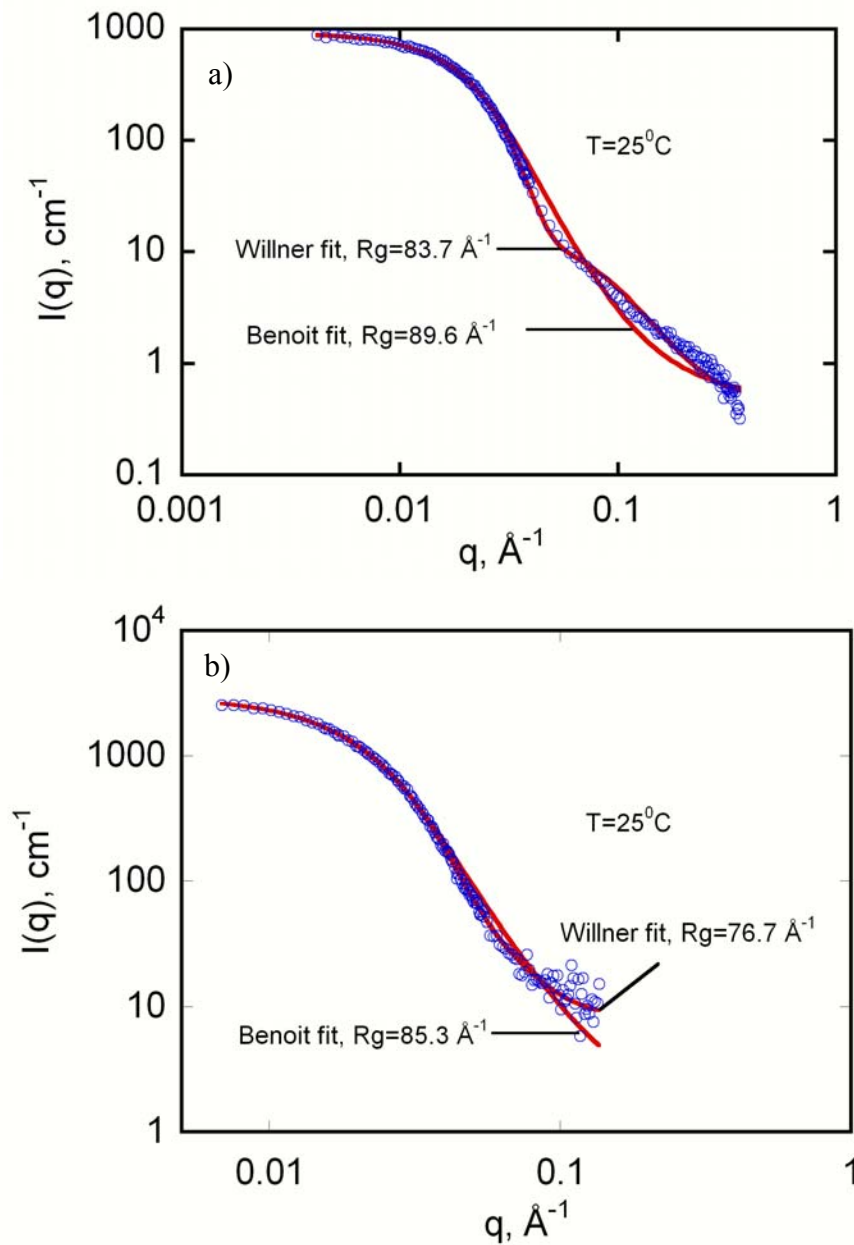 1000
a)
100
T=25⁰C
I(q), cm⁻¹
10
Willner fit, Rg=83.7 Å⁻¹
Benoit fit, Rg=89.6 Å⁻¹
1
0.1
0.001
0.01
0.1
1
q, Å⁻¹
10⁴
b)
1000
T=25⁰C
I(q), cm⁻¹
100
Willner fit, Rg=76.7 Å⁻¹
10
Benoit fit, Rg=85.3 Å⁻¹
1
0.01
0.1
1
q, Å⁻¹